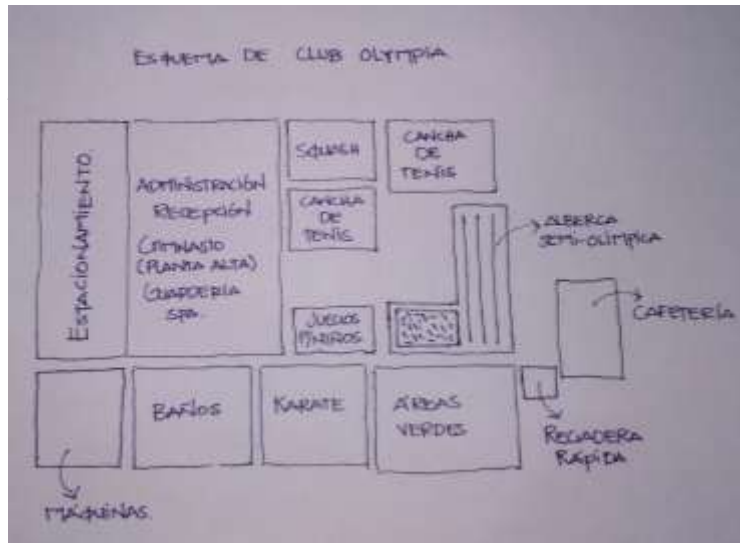 ESQUEMA DE CLUB OLYMPIA
ESTACIONAMIENTO
ADMINISTRACIÓN
RECEPCIÓN
GIMNASIO
(PLANTA ALTA)
GUARDERÍA
SPA
SQUASH
CANCHA
DE
TENIS
CANCHA
DE
TENIS
ALBERCA
SEMI-OLÍMPICA
JUEGOS
P/NIÑOS
CAFETERÍA
BAÑOS
KARATE
ÁREAS
VERDES
REGADERA
RÁPIDA
MÁQUINAS